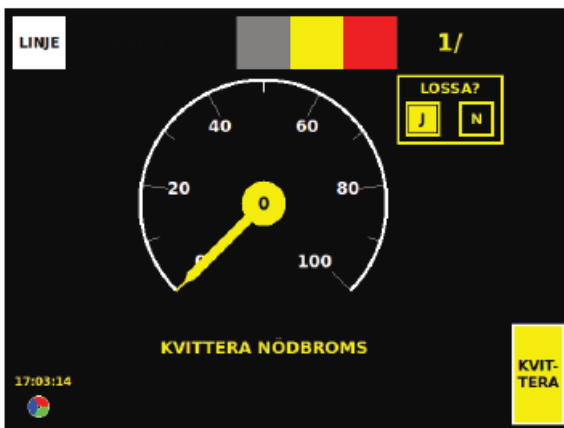 LINJE
1/
LOSSA?
J N
40 60
20 80
0
0 100
KVITTERA NÖDBROMS
KVIT-
TERA
17:03:14